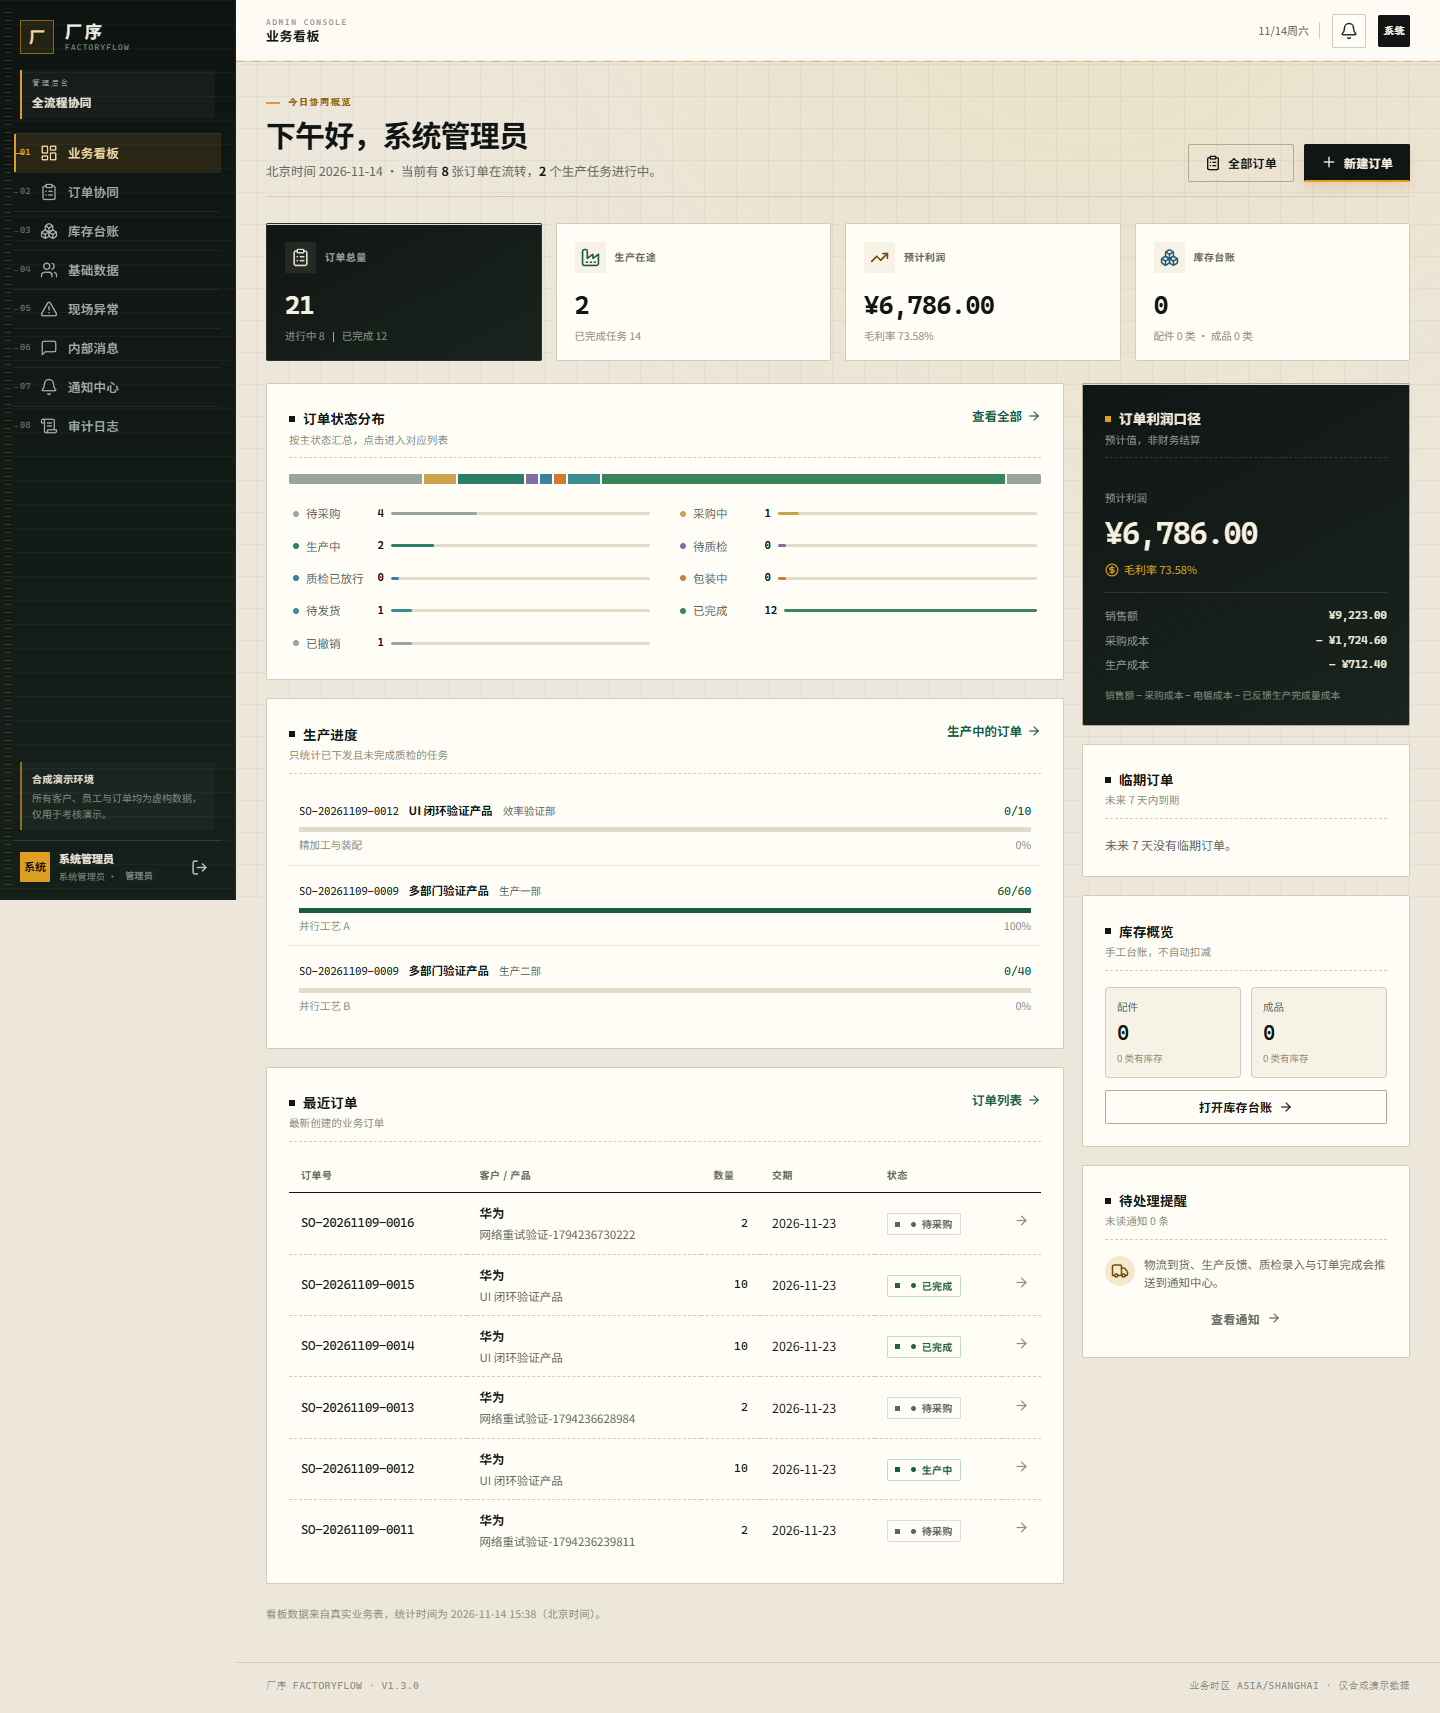 厂
厂序
FACTORYFLOW
管理后台
全流程协同
01 业务看板
02 订单协同
03 库存台账
04 基础数据
05 现场异常
06 内部消息
07 通知中心
08 审计日志
合成演示环境
所有客户、员工与订单均为虚构数据，
仅用于考核演示。
系统
系统管理员
系统管理员 · 管理员
ADMIN CONSOLE
业务看板
11/14周六
系统
今日协同概览
下午好，系统管理员
北京时间 2026-11-14 · 当前有 8 张订单在流转，2 个生产任务进行中。
全部订单
新建订单
订单总量
21
进行中 8 | 已完成 12
生产在途
2
已完成任务 14
预计利润
¥6,786.00
毛利率 73.58%
库存台账
0
配件 0 类 · 成品 0 类
订单状态分布
查看全部 →
按主状态汇总，点击进入对应列表
待采购 4
采购中 1
生产中 2
待质检 0
质检已放行 0
包装中 0
待发货 1
已完成 12
已撤销 1
生产进度
生产中的订单 →
只统计已下发且未完成质检的任务
SO-20261109-0012 UI 闭环验证产品 效率验证部 0/10
精加工与装配 0%
SO-20261109-0009 多部门验证产品 生产一部 60/60
并行工艺 A 100%
SO-20261109-0009 多部门验证产品 生产二部 0/40
并行工艺 B 0%
最近订单
订单列表 →
最新创建的业务订单
订单号 客户 / 产品 数量 交期 状态
SO-20261109-0016 华为 2 2026-11-23 待采购 →
网络重试验证-1794236730222
SO-20261109-0015 华为 10 2026-11-23 已完成 →
UI 闭环验证产品
SO-20261109-0014 华为 10 2026-11-23 已完成 →
UI 闭环验证产品
SO-20261109-0013 华为 2 2026-11-23 待采购 →
网络重试验证-1794236628984
SO-20261109-0012 华为 10 2026-11-23 生产中 →
UI 闭环验证产品
SO-20261109-0011 华为 2 2026-11-23 待采购 →
网络重试验证-1794236239811
看板数据来自真实业务表，统计时间为 2026-11-14 15:38（北京时间）。
订单利润口径
预计值，非财务结算
预计利润
¥6,786.00
毛利率 73.58%
销售额 ¥9,223.00
采购成本 − ¥1,724.60
生产成本 − ¥712.40
销售额 − 采购成本 − 电镀成本 − 已反馈生产完成量成本
临期订单
未来 7 天内到期
未来 7 天没有临期订单。
库存概览
手工台账，不自动扣减
配件
0
0 类有库存
成品
0
0 类有库存
打开库存台账 →
待处理提醒
未读通知 0 条
物流到货、生产反馈、质检录入与订单完成会推
送到通知中心。
查看通知 →
厂序 FACTORYFLOW · V1.3.0
业务时区 ASIA/SHANGHAI · 仅合成演示数据